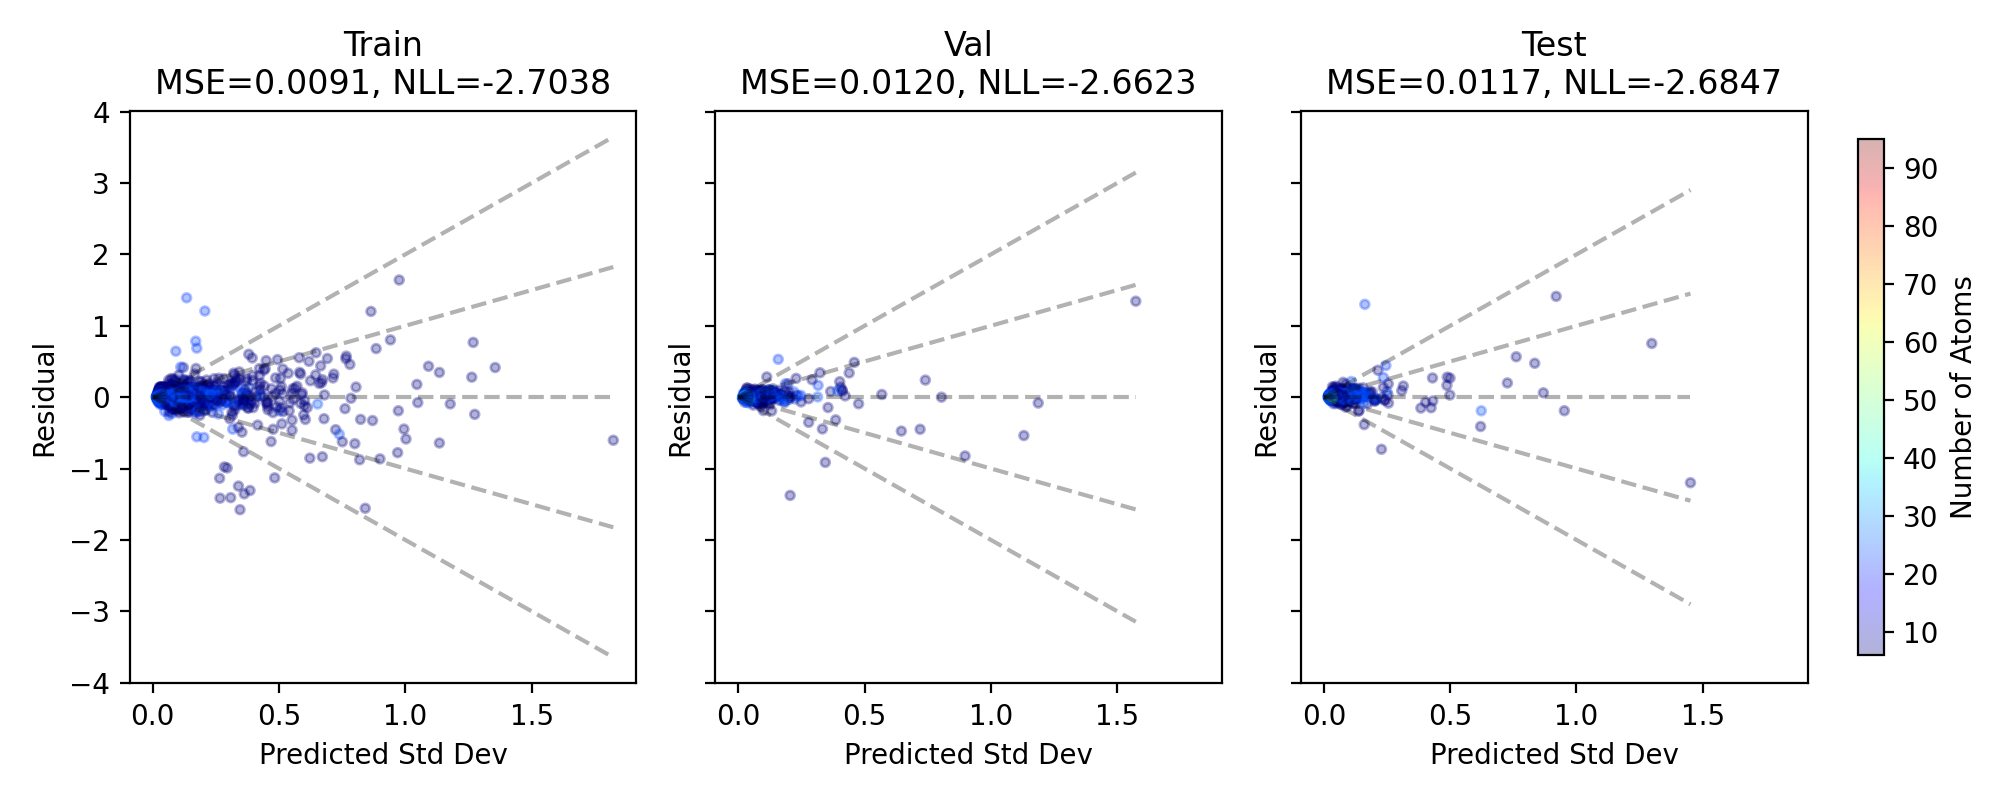 Train
MSE=0.0091, NLL=-2.7038
Val
MSE=0.0120, NLL=-2.6623
Test
MSE=0.0117, NLL=-2.6847
4
3
2
1
0
−1
−2
−3
−4
Residual
0.0
0.5
1.0
1.5
Predicted Std Dev
Residual
0.0
0.5
1.0
1.5
Predicted Std Dev
Residual
0.0
0.5
1.0
1.5
Predicted Std Dev
90
80
70
60
50
40
30
20
10
Number of Atoms